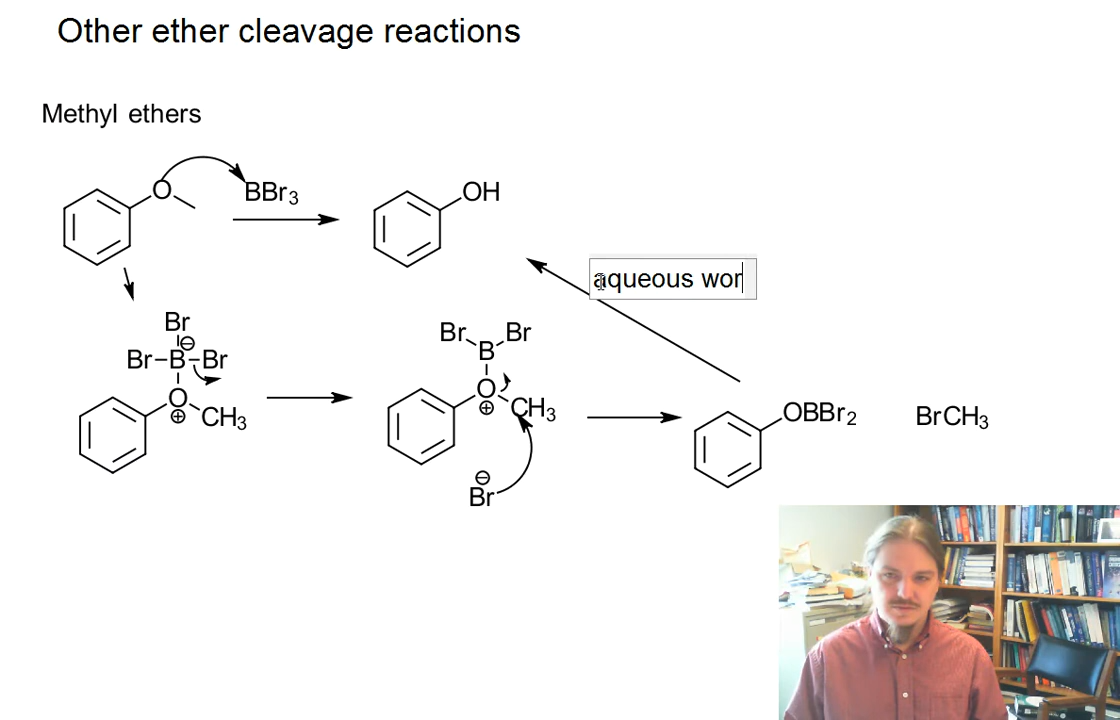 Other ether cleavage reactions
Methyl ethers
O
BBr3
OH
aqueous wor
Br
⊖
Br-B-Br
O
⊕
CH3
Br Br
B
O
⊕
CH3
⊖
Br
OBBr2
BrCH3